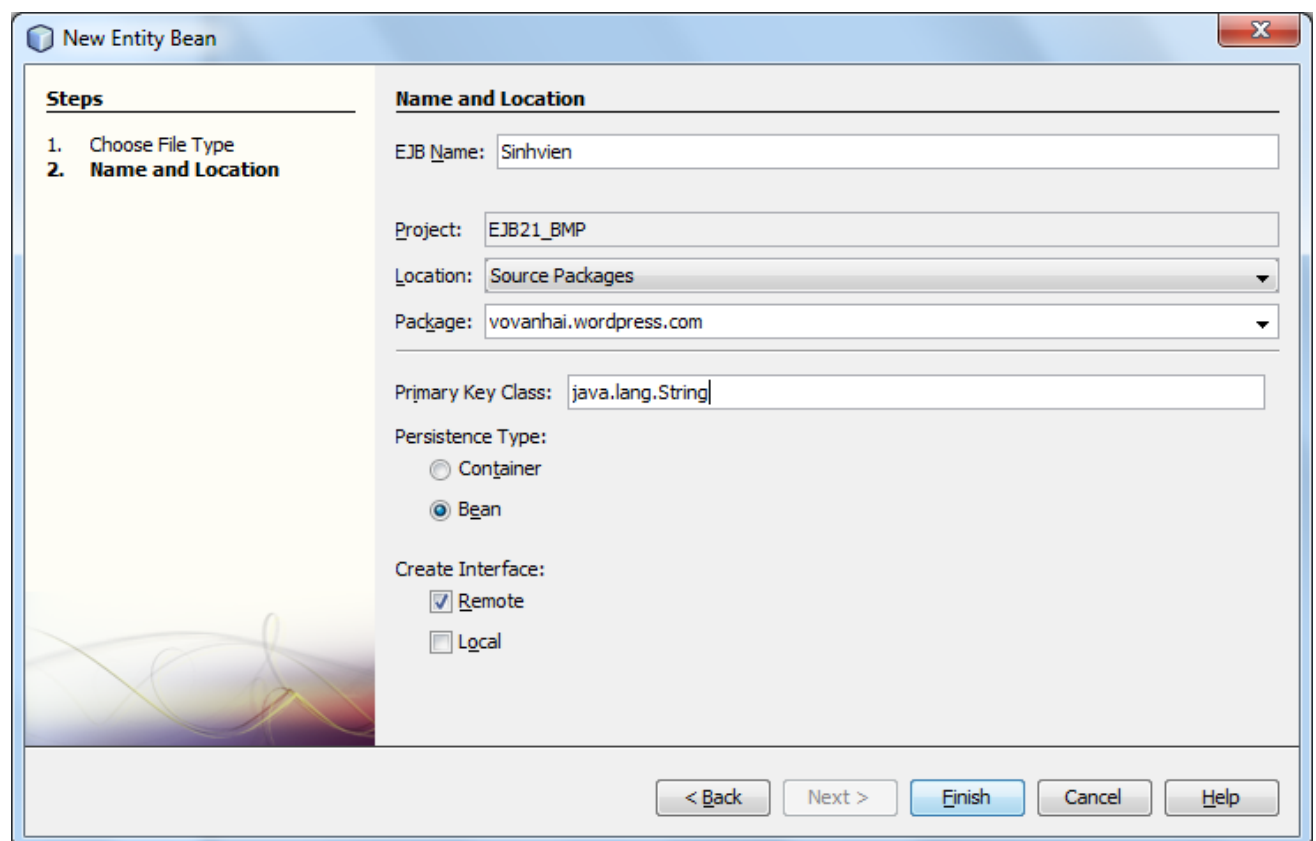 New Entity Bean
Steps
1. Choose File Type
2. Name and Location
Name and Location
EJB Name: Sinhvien
Project: EJB21_BMP
Location: Source Packages
Package: vovanhai.wordpress.com
Primary Key Class: java.lang.String
Persistence Type:
Container
Bean
Create Interface:
Remote
Local
< Back Next > Finish Cancel Help